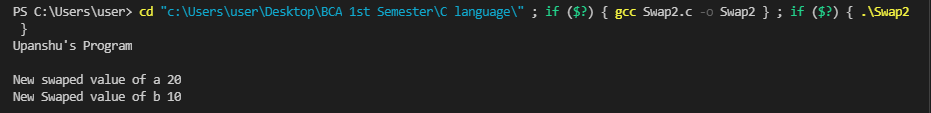 PS C:\Users\user> cd "c:\Users\user\Desktop\BCA 1st Semester\C language\" ; if ($?) { gcc Swap2.c -o Swap2 } ; if ($?) { .\Swap2
}
Upanshu's Program
New swaped value of a 20
New Swaped value of b 10